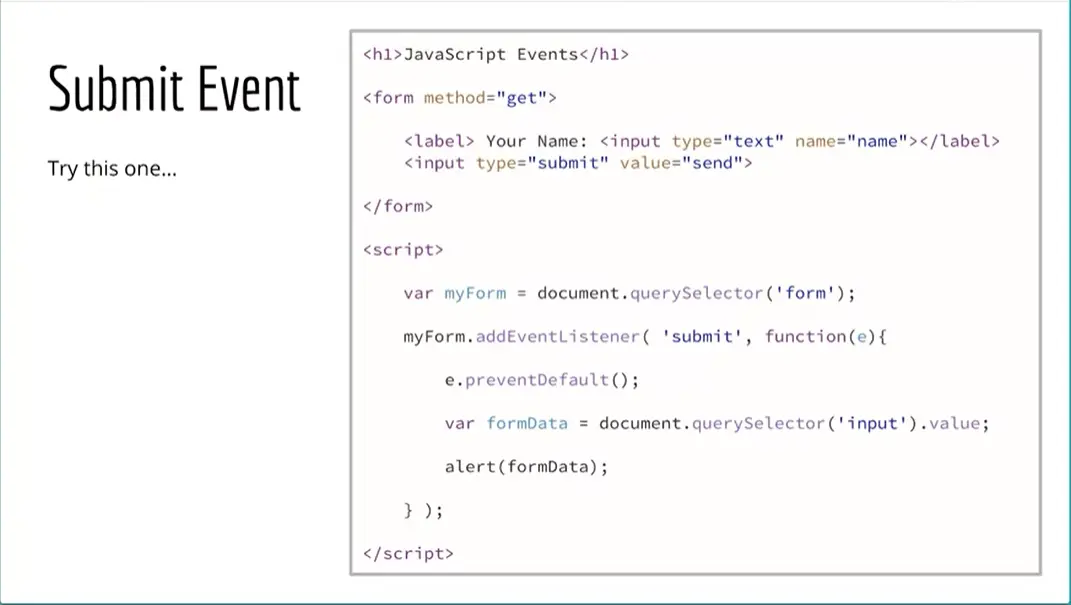 Submit Event
Try this one...
<h1>JavaScript Events</h1>
<form method="get">
<label> Your Name: <input type="text" name="name"></label>
<input type="submit" value="send">
</form>
<script>
var myForm = document.querySelector('form');
myForm.addEventListener( 'submit', function(e){
e.preventDefault();
var formData = document.querySelector('input').value;
alert(formData);
} );
</script>